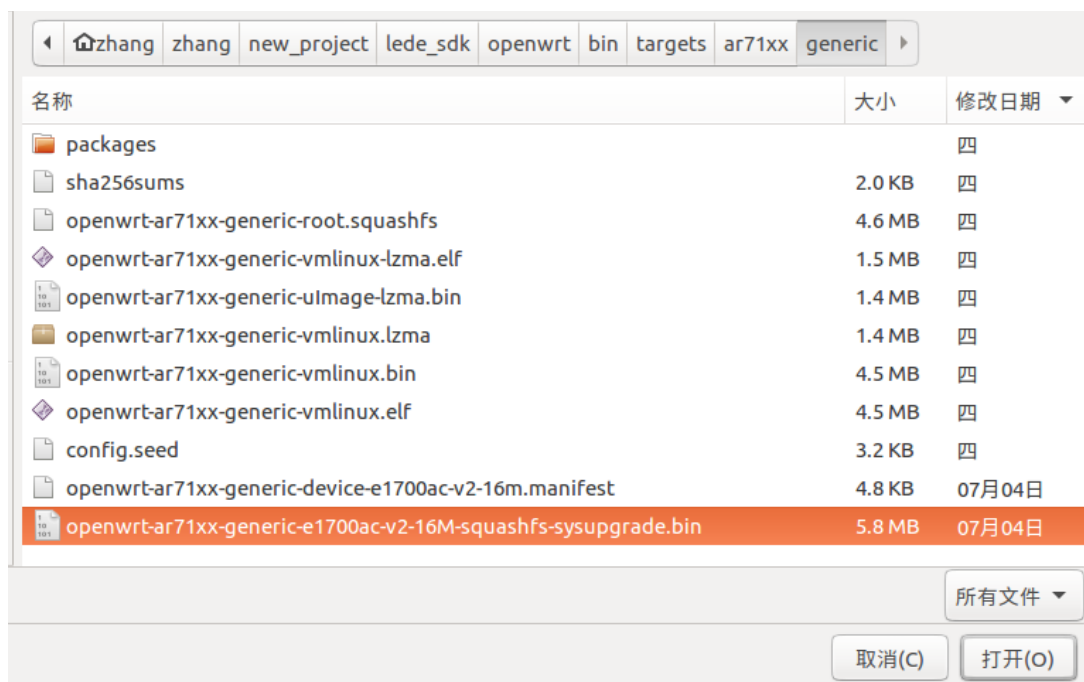 zhang zhang new_project lede_sdk openwrt bin targets ar71xx generic
名称 大小 修改日期
packages 四
sha256sums 2.0 KB 四
openwrt-ar71xx-generic-root.squashfs 4.6 MB 四
openwrt-ar71xx-generic-vmlinux-lzma.elf 1.5 MB 四
openwrt-ar71xx-generic-uImage-lzma.bin 1.4 MB 四
openwrt-ar71xx-generic-vmlinux.lzma 1.4 MB 四
openwrt-ar71xx-generic-vmlinux.bin 4.5 MB 四
openwrt-ar71xx-generic-vmlinux.elf 4.5 MB 四
config.seed 3.2 KB 四
openwrt-ar71xx-generic-device-e1700ac-v2-16m.manifest 4.8 KB 07月04日
openwrt-ar71xx-generic-e1700ac-v2-16M-squashfs-sysupgrade.bin 5.8 MB 07月04日
所有文件
取消(C) 打开(O)